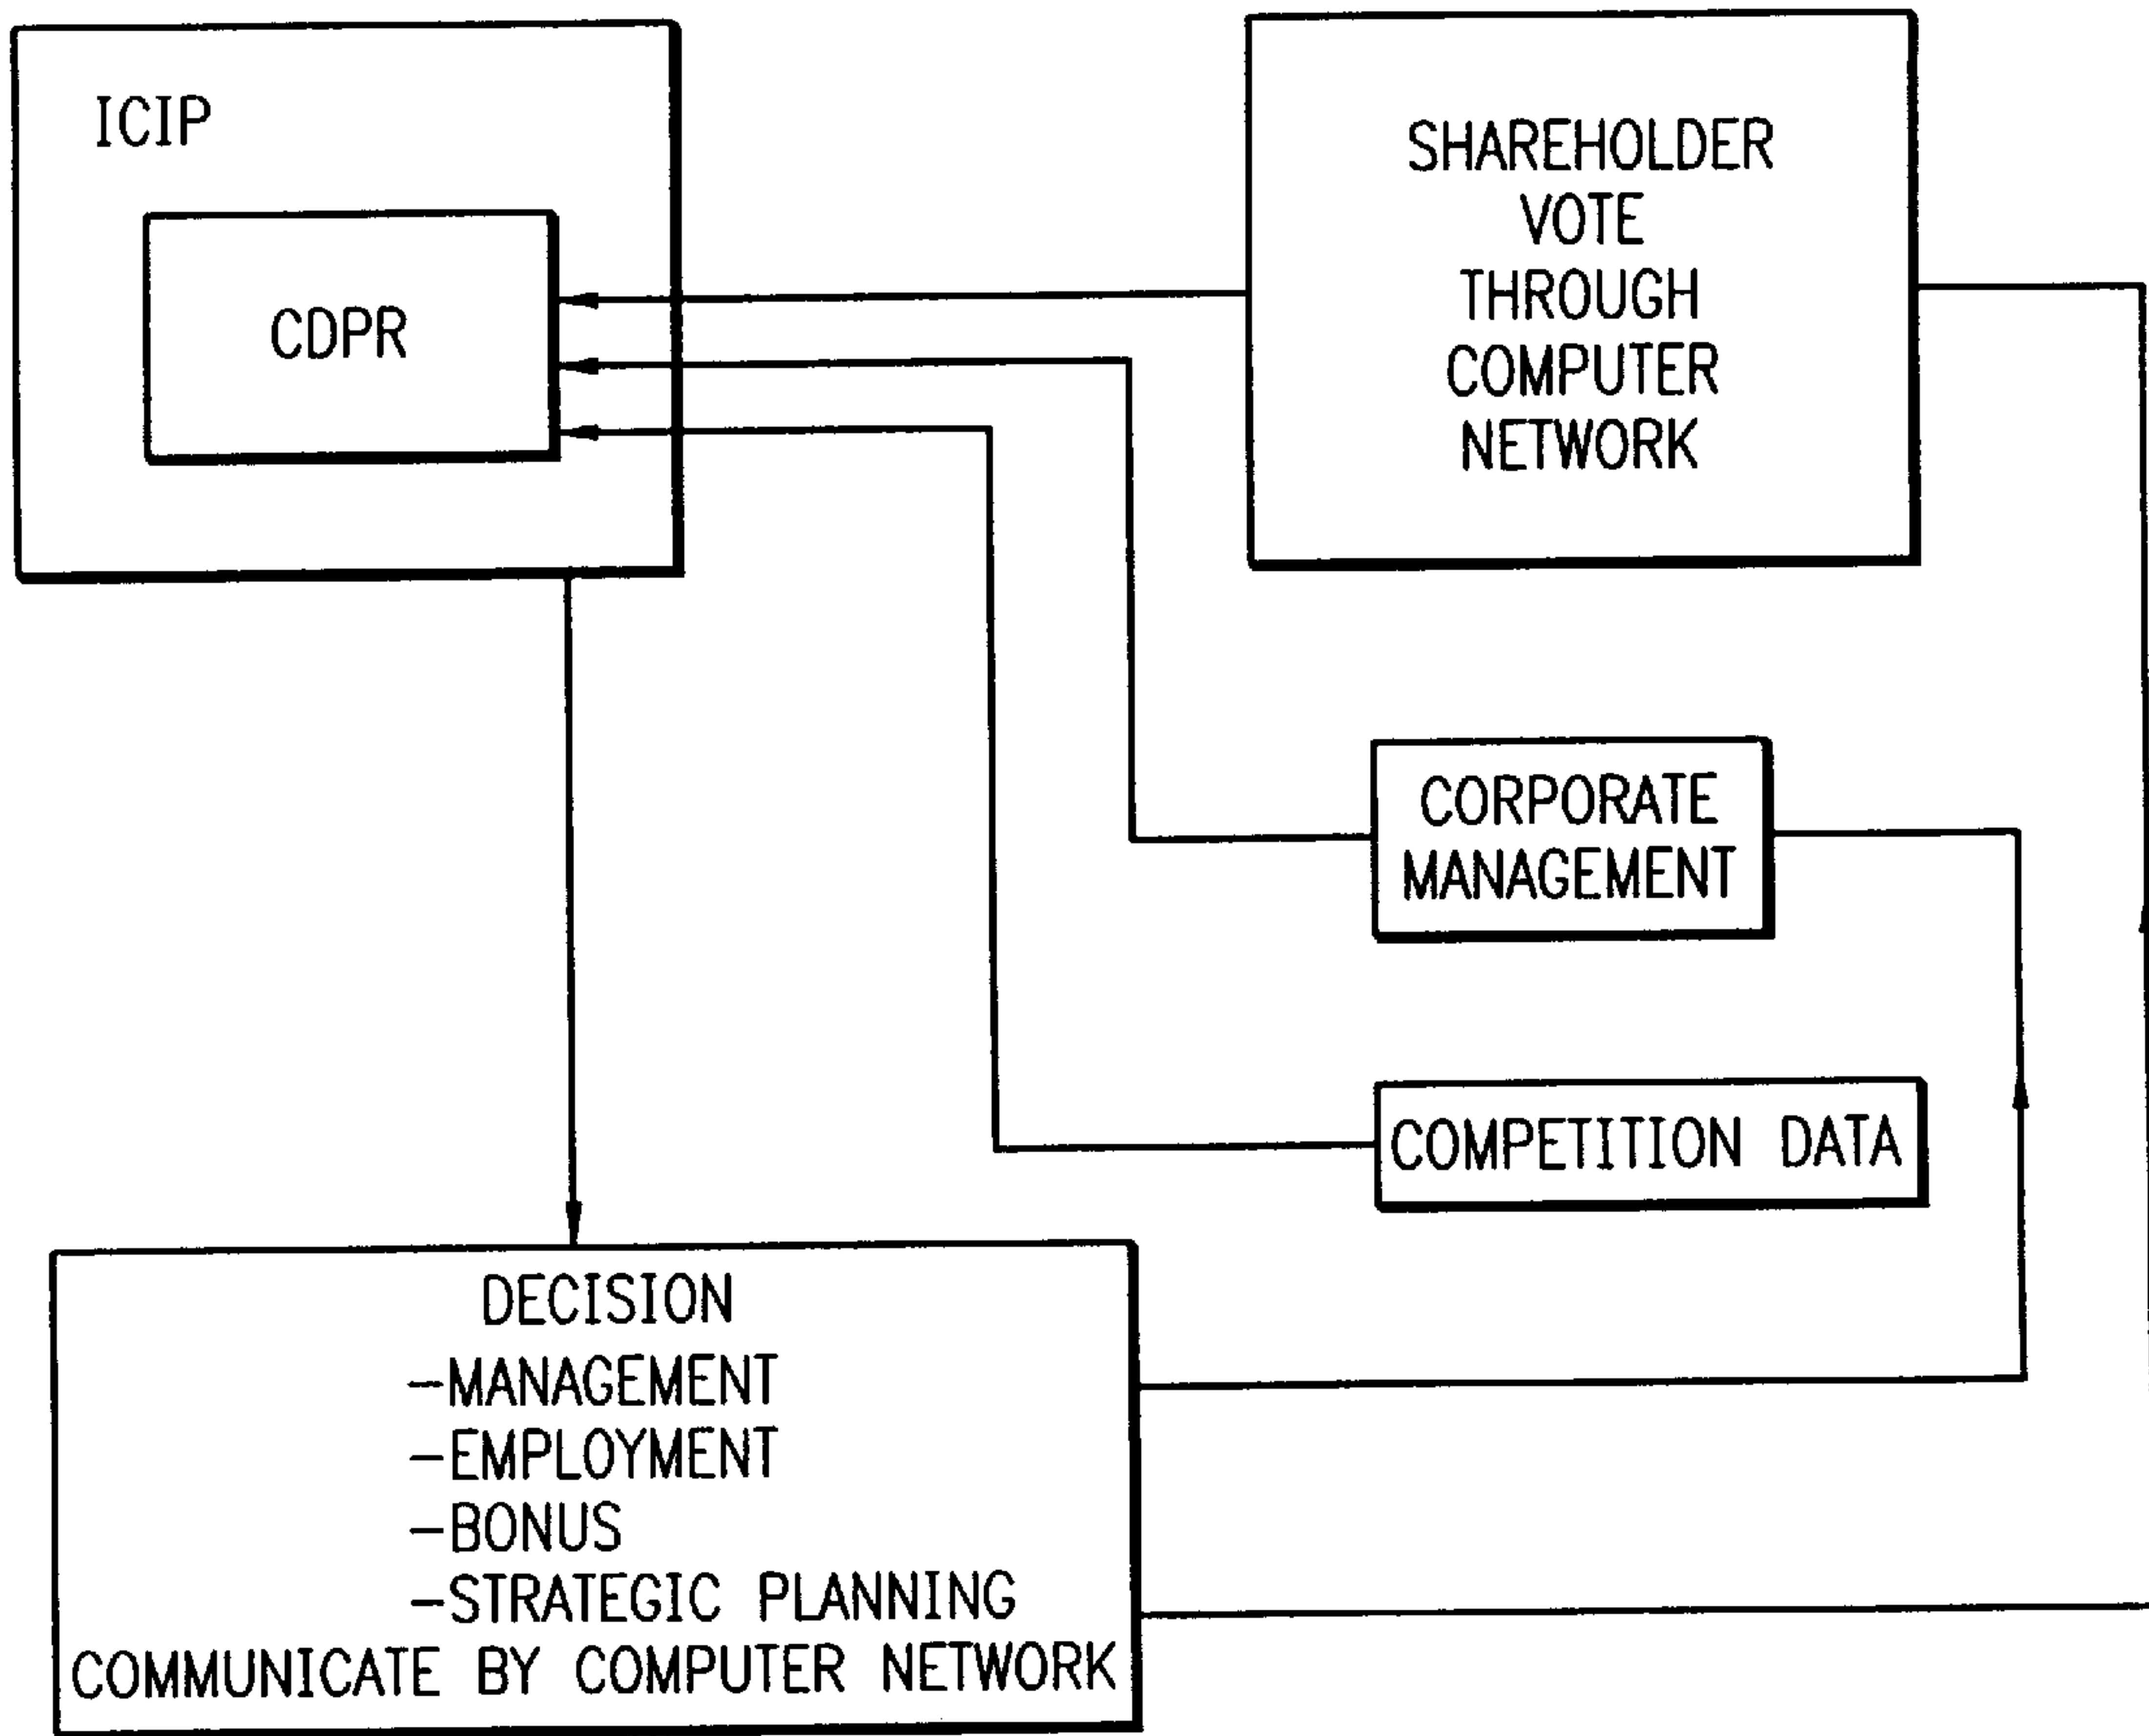 ICIP
CDPR
SHAREHOLDER
VOTE
THROUGH
COMPUTER
NETWORK
CORPORATE
MANAGEMENT
COMPETITION DATA
DECISION
-MANAGEMENT
-EMPLOYMENT
-BONUS
-STRATEGIC PLANNING
COMMUNICATE BY COMPUTER NETWORK